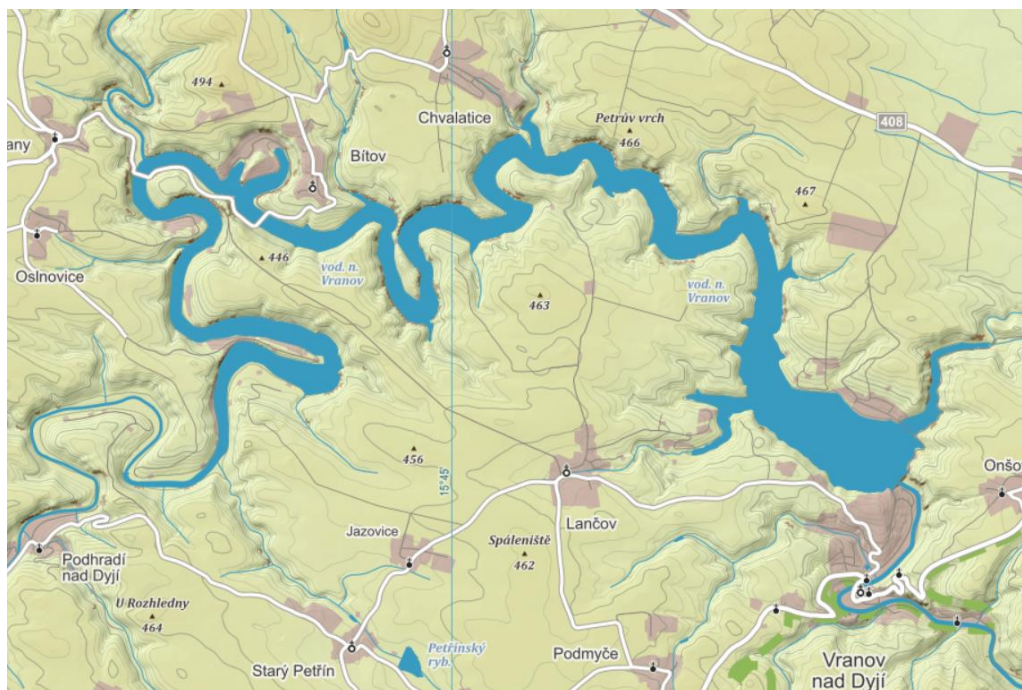 494
Chvalatice
Petrův vrch
466
408
any
Bítov
467
Oslnovice
446
vod. n.
Vranov
463
vod. n.
Vranov
456
15°45'
Onšov
Lančov
Jazovice
Spáleniště
462
Podhradí
nad Dyjí
U Rozhledny
464
Petřínský
ryb.
Starý Petřín
Podmyče
Vranov
nad Dyjí